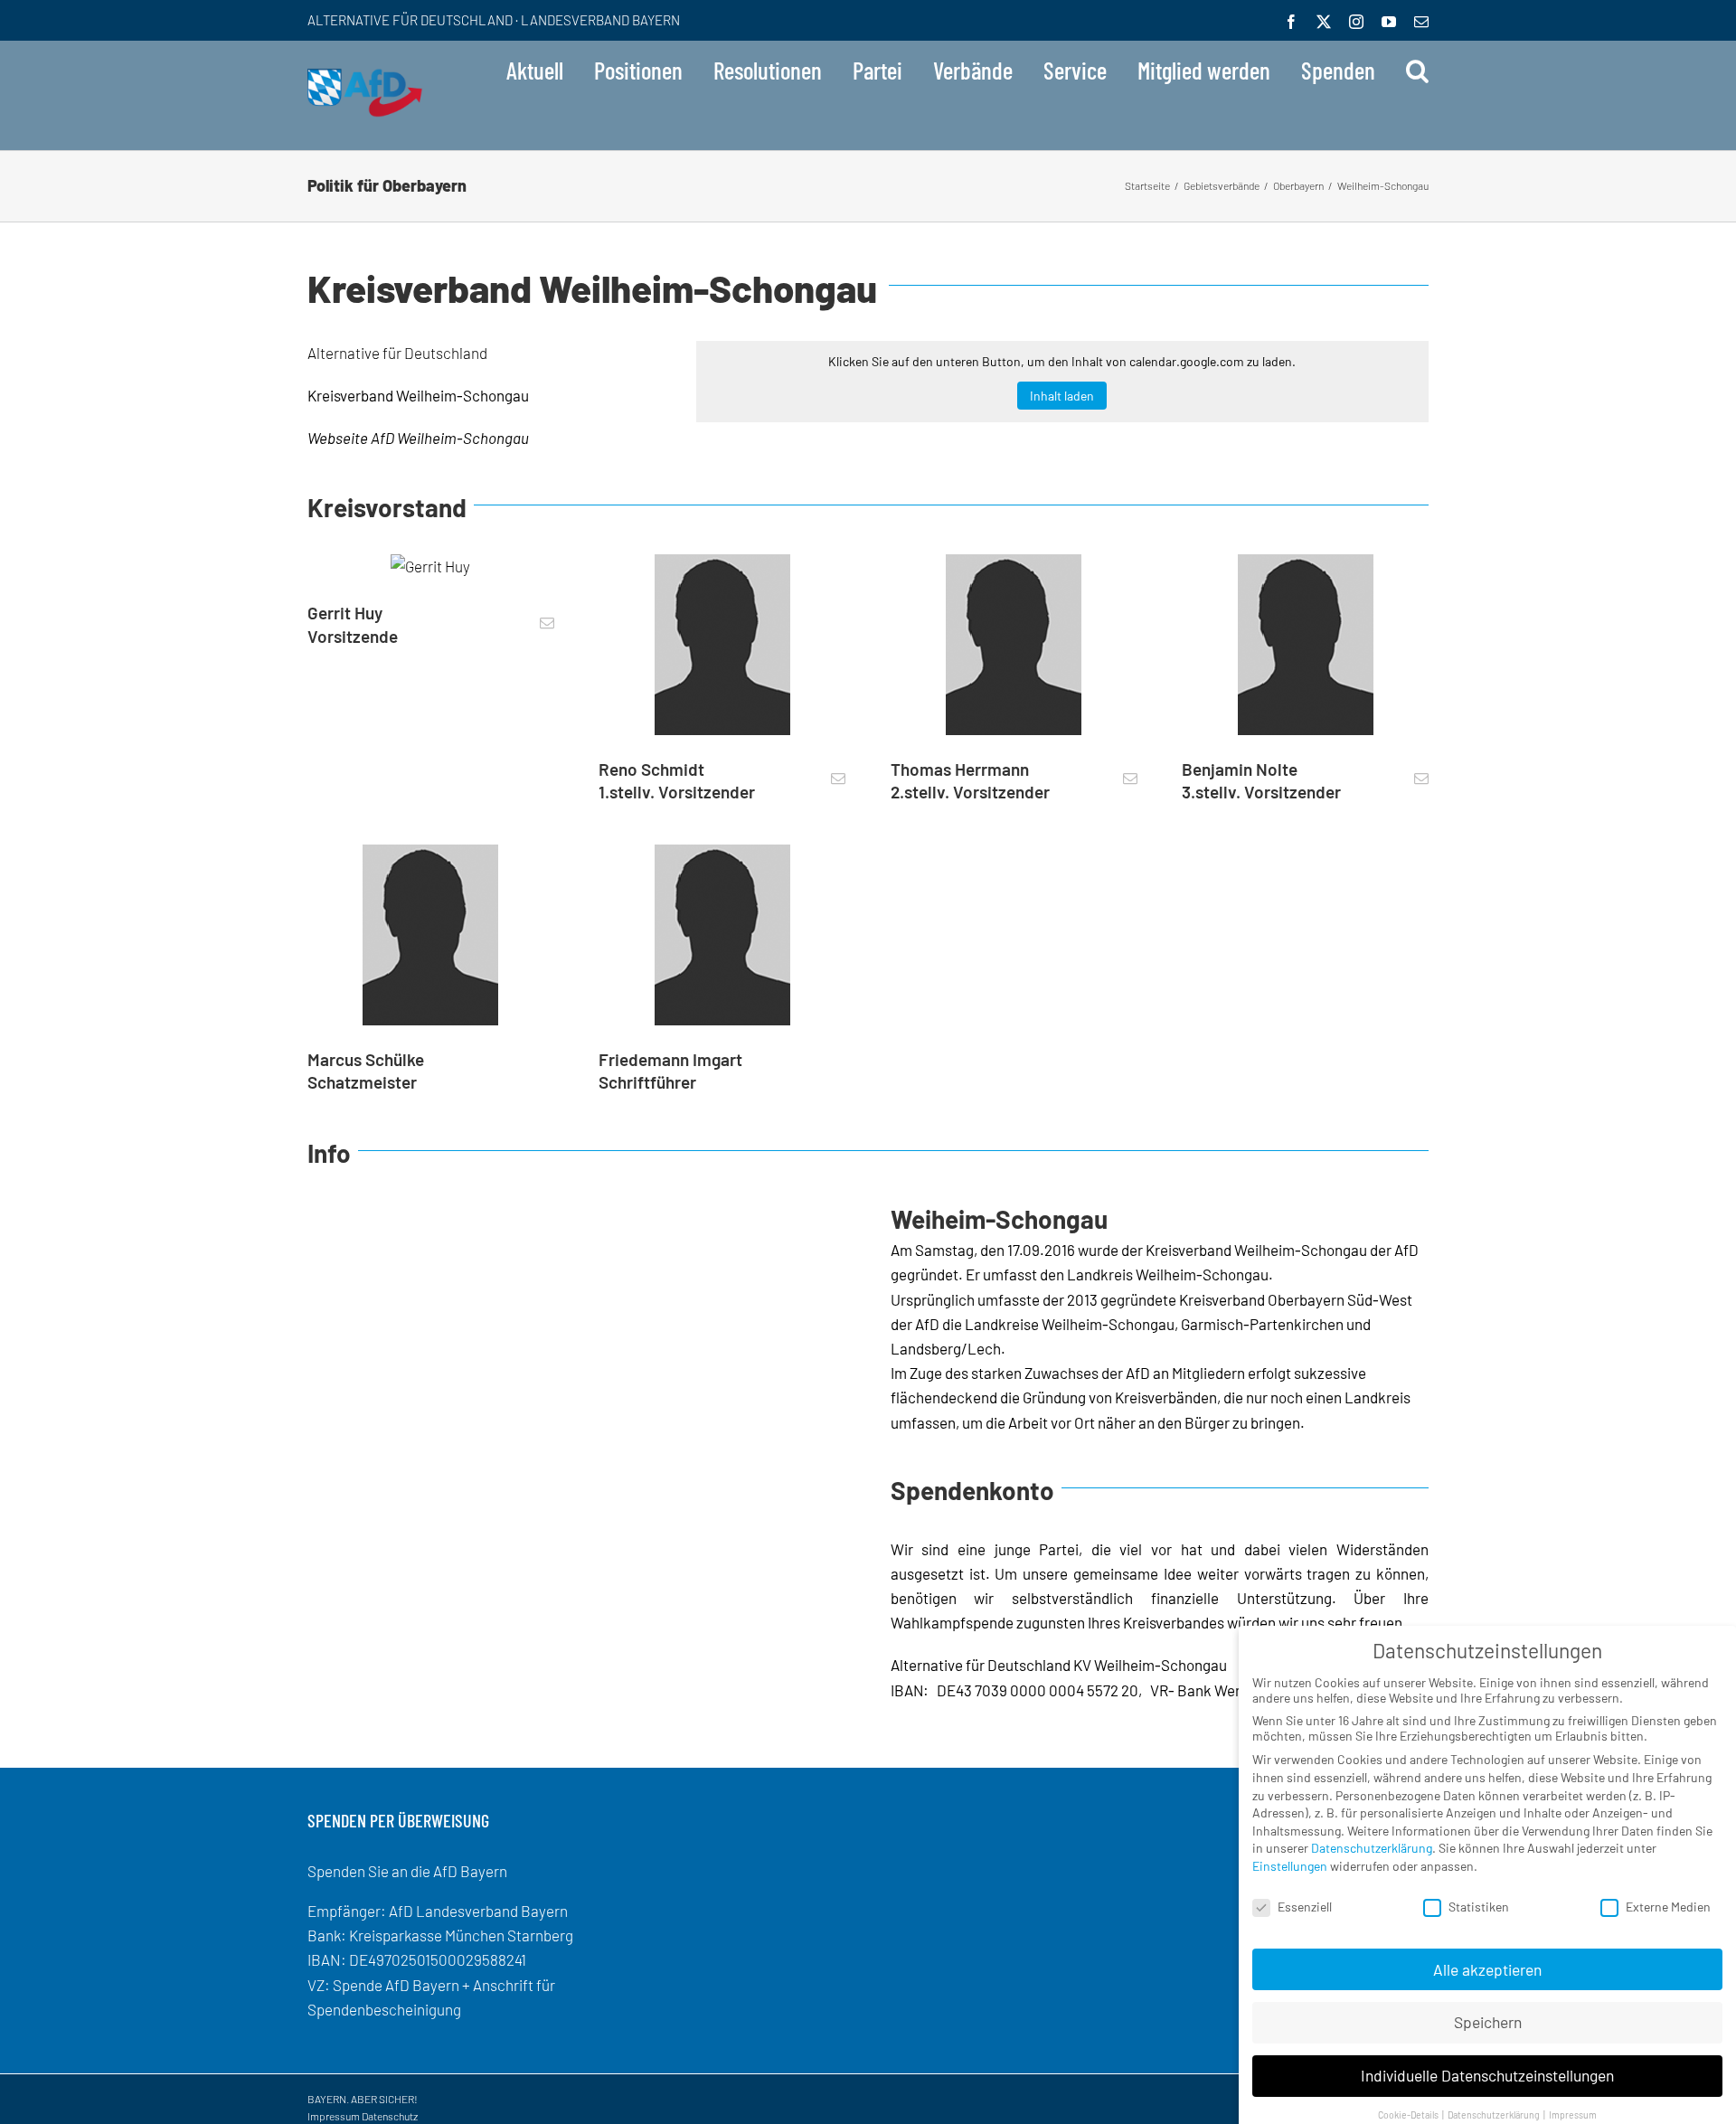 ALTERNATIVE FÜR DEUTSCHLAND · LANDESVERBAND BAYERN
AfD
Aktuell Positionen Resolutionen Partei Verbände Service Mitglied werden Spenden
Politik für Oberbayern
Startseite / Gebietsverbände / Oberbayern / Weilheim-Schongau
Kreisverband Weilheim-Schongau
Alternative für Deutschland
Kreisverband Weilheim-Schongau
Webseite AfD Weilheim-Schongau
Klicken Sie auf den unteren Button, um den Inhalt von calendar.google.com zu laden.
Inhalt laden
Kreisvorstand
Gerrit Huy
Gerrit Huy
Vorsitzende
Reno Schmidt
1.stellv. Vorsitzender
Thomas Herrmann
2.stellv. Vorsitzender
Benjamin Nolte
3.stellv. Vorsitzender
Marcus Schülke
Schatzmeister
Friedemann Imgart
Schriftführer
Info
Weiheim-Schongau
Am Samstag, den 17.09.2016 wurde der Kreisverband Weilheim-Schongau der AfD
gegründet. Er umfasst den Landkreis Weilheim-Schongau.
Ursprünglich umfasste der 2013 gegründete Kreisverband Oberbayern Süd-West
der AfD die Landkreise Weilheim-Schongau, Garmisch-Partenkirchen und
Landsberg/Lech.
Im Zuge des starken Zuwachses der AfD an Mitgliedern erfolgt sukzessive
flächendeckend die Gründung von Kreisverbänden, die nur noch einen Landkreis
umfassen, um die Arbeit vor Ort näher an den Bürger zu bringen.
Spendenkonto
Wir sind eine junge Partei, die viel vor hat und dabei vielen Widerständen
ausgesetzt ist. Um unsere gemeinsame Idee weiter vorwärts tragen zu können,
benötigen wir selbstverständlich finanzielle Unterstützung. Über Ihre
Wahlkampfspende zugunsten Ihres Kreisverbandes würden wir uns sehr freuen
Alternative für Deutschland KV Weilheim-Schongau
IBAN: DE43 7039 0000 0004 5572 20, VR- Bank
SPENDEN PER ÜBERWEISUNG
Spenden Sie an die AfD Bayern
Empfänger: AfD Landesverband Bayern
Bank: Kreisparkasse München Starnberg
IBAN: DE49702501500029588241
VZ: Spende AfD Bayern + Anschrift für
Spendenbescheinigung
BAYERN. ABER SICHER!
Impressum Datenschutz
Datenschutzeinstellungen
Wir nutzen Cookies auf unserer Website. Einige von ihnen sind essenziell, während
andere uns helfen, diese Website und Ihre Erfahrung zu verbessern.
Wenn Sie unter 16 Jahre alt sind und Ihre Zustimmung zu freiwilligen Diensten geben
möchten, müssen Sie Ihre Erziehungsberechtigten um Erlaubnis bitten.
Wir verwenden Cookies und andere Technologien auf unserer Website. Einige von
ihnen sind essenziell, während andere uns helfen, diese Website und Ihre Erfahrung
zu verbessern. Personenbezogene Daten können verarbeitet werden (z. B. IP-
Adressen), z. B. für personalisierte Anzeigen und Inhalte oder Anzeigen- und
Inhaltsmessung. Weitere Informationen über die Verwendung Ihrer Daten finden Sie
in unserer Datenschutzerklärung. Sie können Ihre Auswahl jederzeit unter
Einstellungen widerrufen oder anpassen.
Essenziell Statistiken Externe Medien
Alle akzeptieren
Speichern
Individuelle Datenschutzeinstellungen
Cookie-Details | Datenschutzerklärung | Impressum